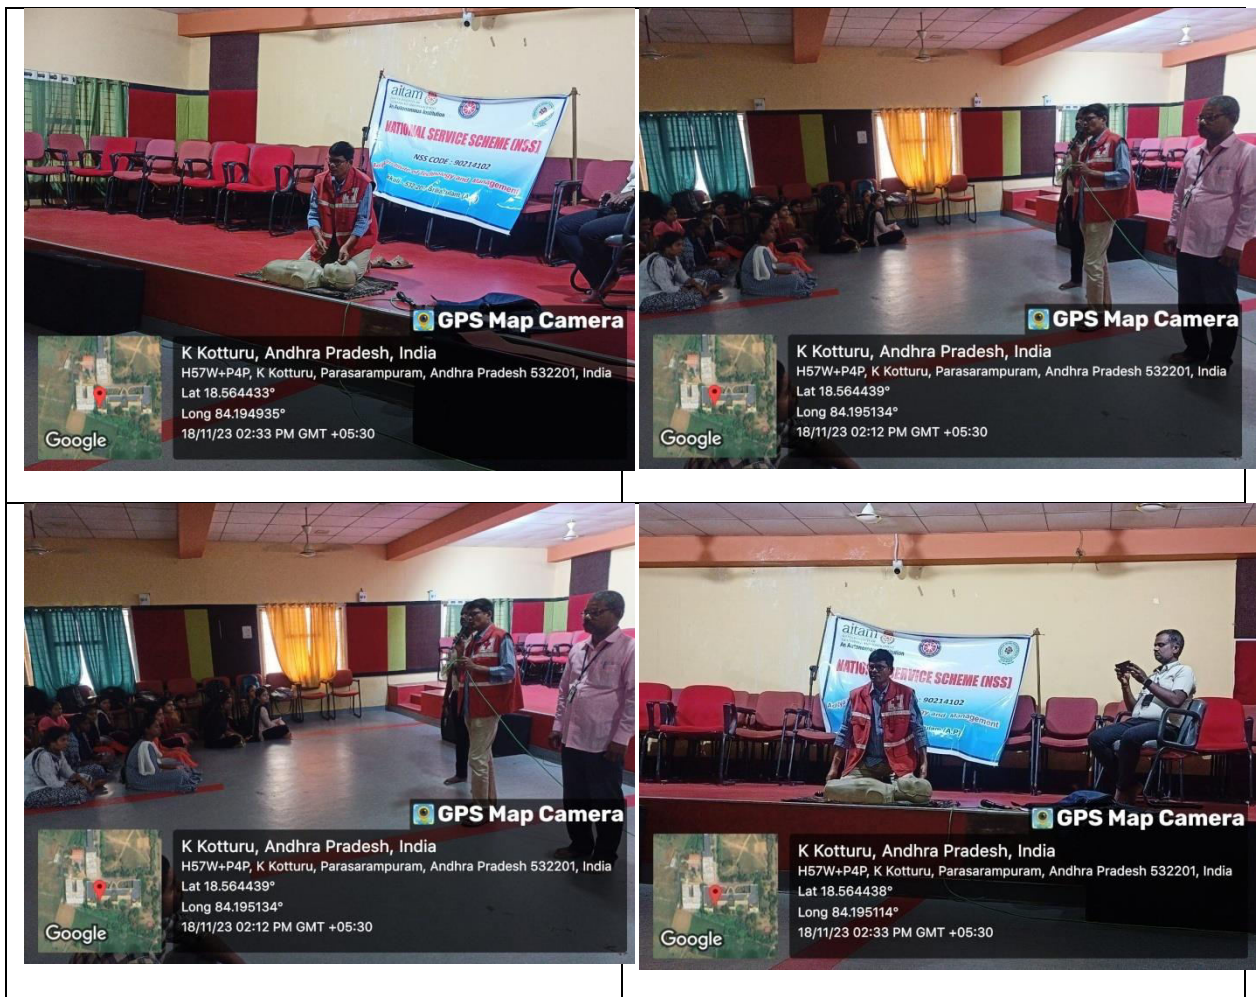 aitam
An Autonomous Institution
NATIONAL SERVICE SCHEME (NSS)
NSS CODE : 90214102
and Management
GPS Map Camera
Google
K Kotturu, Andhra Pradesh, India
H57W+P4P, K Kotturu, Parasarampuram, Andhra Pradesh 532201, India
Lat 18.564433°
Long 84.194935°
18/11/23 02:33 PM GMT +05:30
GPS Map Camera
Google
K Kotturu, Andhra Pradesh, India
H57W+P4P, K Kotturu, Parasarampuram, Andhra Pradesh 532201, India
Lat 18.564439°
Long 84.195134°
18/11/23 02:12 PM GMT +05:30
GPS Map Camera
Google
K Kotturu, Andhra Pradesh, India
H57W+P4P, K Kotturu, Parasarampuram, Andhra Pradesh 532201, India
Lat 18.564439°
Long 84.195134°
18/11/23 02:12 PM GMT +05:30
aitam
SERVICE SCHEME (NSS)
90214102
and Management
(A.P)
GPS Map Camera
Google
K Kotturu, Andhra Pradesh, India
H57W+P4P, K Kotturu, Parasarampuram, Andhra Pradesh 532201, India
Lat 18.564438°
Long 84.195114°
18/11/23 02:33 PM GMT +05:30